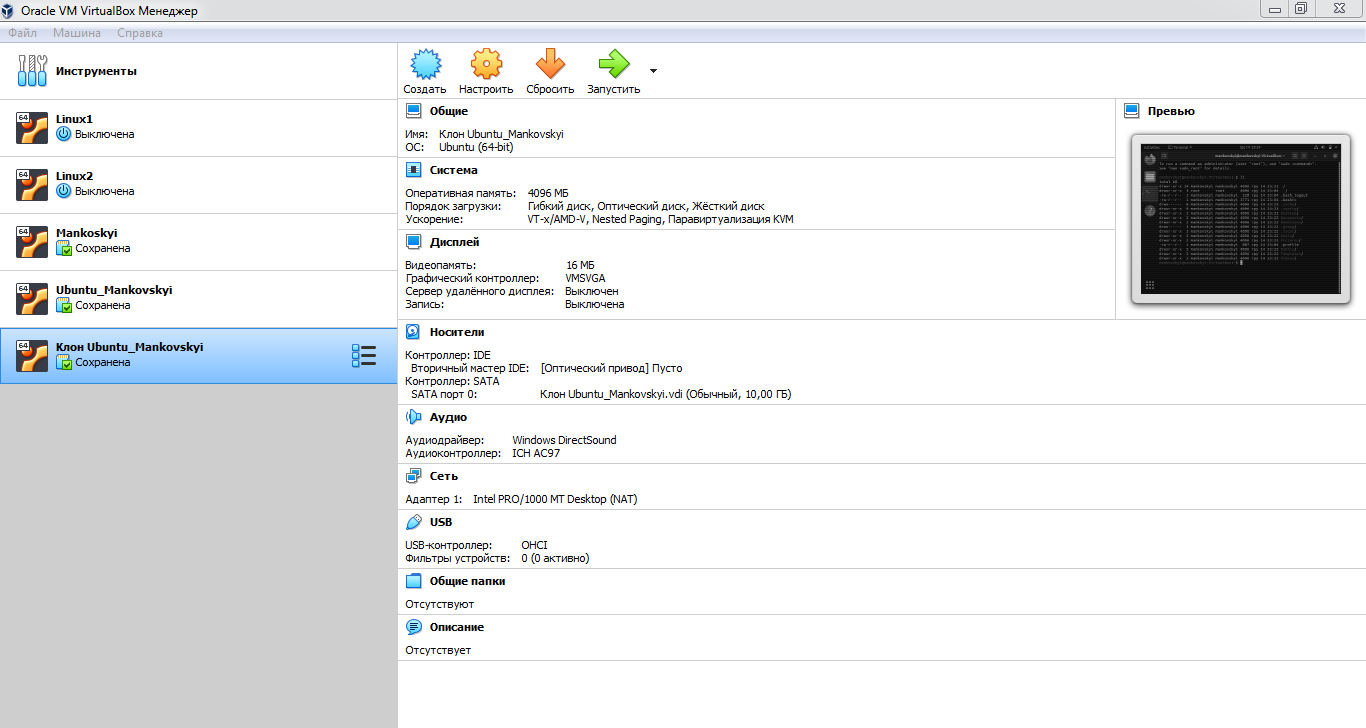 Oracle VM VirtualBox Менеджер
Файл Машина Справка
Инструменты
64
Linux1
Выключена
64
Linux2
Выключена
64
Mankoskyi
Сохранена
64
Ubuntu_Mankovskyi
Сохранена
64
Клон Ubuntu_Mankovskyi
Сохранена
Создать Настроить Сбросить Запустить
Общие
Имя: Клон Ubuntu_Mankovskyi
ОС: Ubuntu (64-bit)
Система
Оперативная память: 4096 МБ
Порядок загрузки: Гибкий диск, Оптический диск, Жёсткий диск
Ускорение: VT-x/AMD-V, Nested Paging, Паравиртуализация KVM
Дисплей
Видеопамять: 16 МБ
Графический контроллер: VMSVGA
Сервер удалённого дисплея: Выключен
Запись: Выключена
Превью
Носители
Контроллер: IDE
Вторичный мастер IDE: [Оптический привод] Пусто
Контроллер: SATA
SATA порт 0: Клон Ubuntu_Mankovskyi.vdi (Обычный, 10,00 ГБ)
Аудио
Аудиодрайвер: Windows DirectSound
Аудиоконтроллер: ICH AC97
Сеть
Адаптер 1: Intel PRO/1000 MT Desktop (NAT)
USB
USB-контроллер: OHCI
Фильтры устройств: 0 (0 активно)
Общие папки
Отсутствуют
Описание
Отсутствует